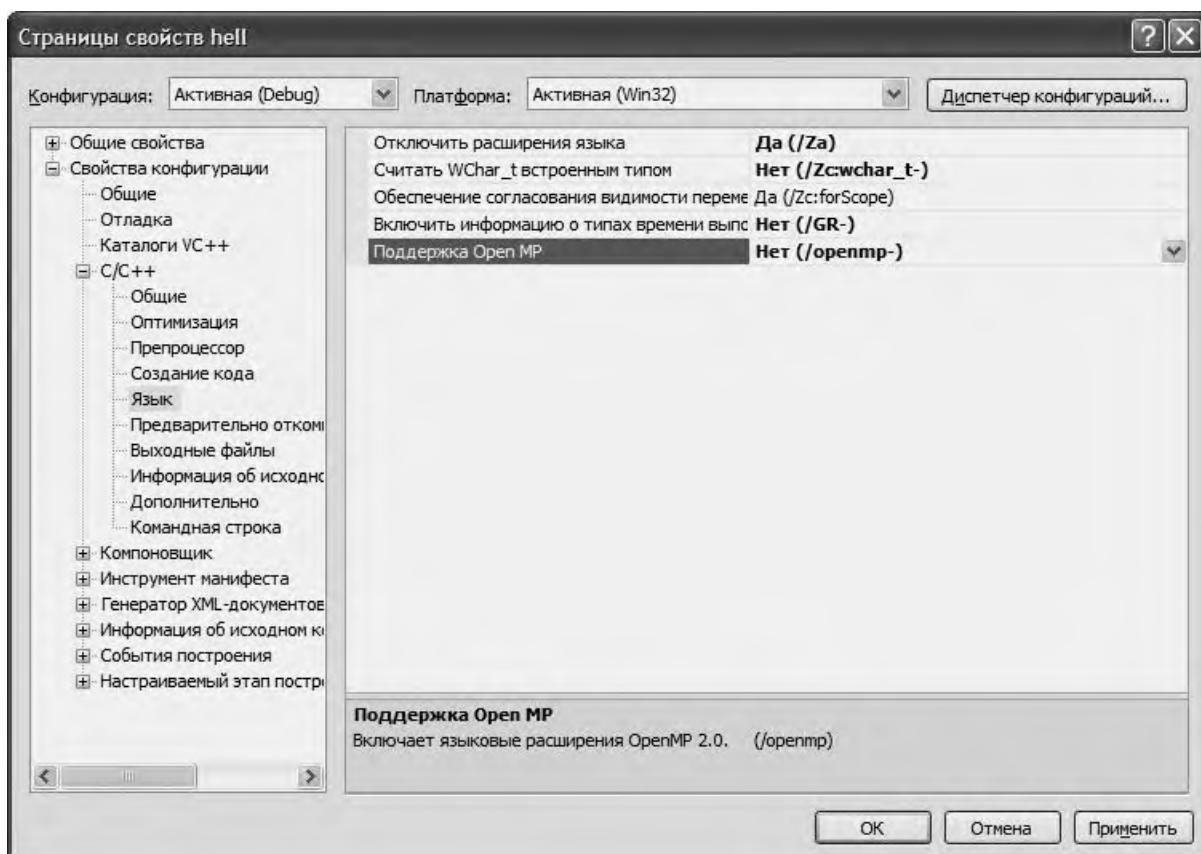 Страницы свойств hell
Конфигурация: Активная (Debug) Платформа: Активная (Win32) Диспетчер конфигураций...
Общие свойства
Свойства конфигурации
Общие
Отладка
Каталоги VC++
C/C++
Общие
Оптимизация
Препроцессор
Создание кода
Язык
Предварительно отком
Выходные файлы
Информация об исходно
Дополнительно
Командная строка
Компоновщик
Инструмент манифеста
Генератор XML-документов
Информация об исходном к
События построения
Настраиваемый этап постр
Отключить расширения языка Да (/Za)
Считать WChar_t встроенным типом Нет (/Zc:wchar_t-)
Обеспечение согласования видимости переме Да (/Zc:forScope)
Включить информацию о типах времени выпо Нет (/GR-)
Поддержка Open MP Нет (/openmp-)
Поддержка Open MP
Включает языковые расширения OpenMP 2.0. (/openmp)
ОК Отмена Применить